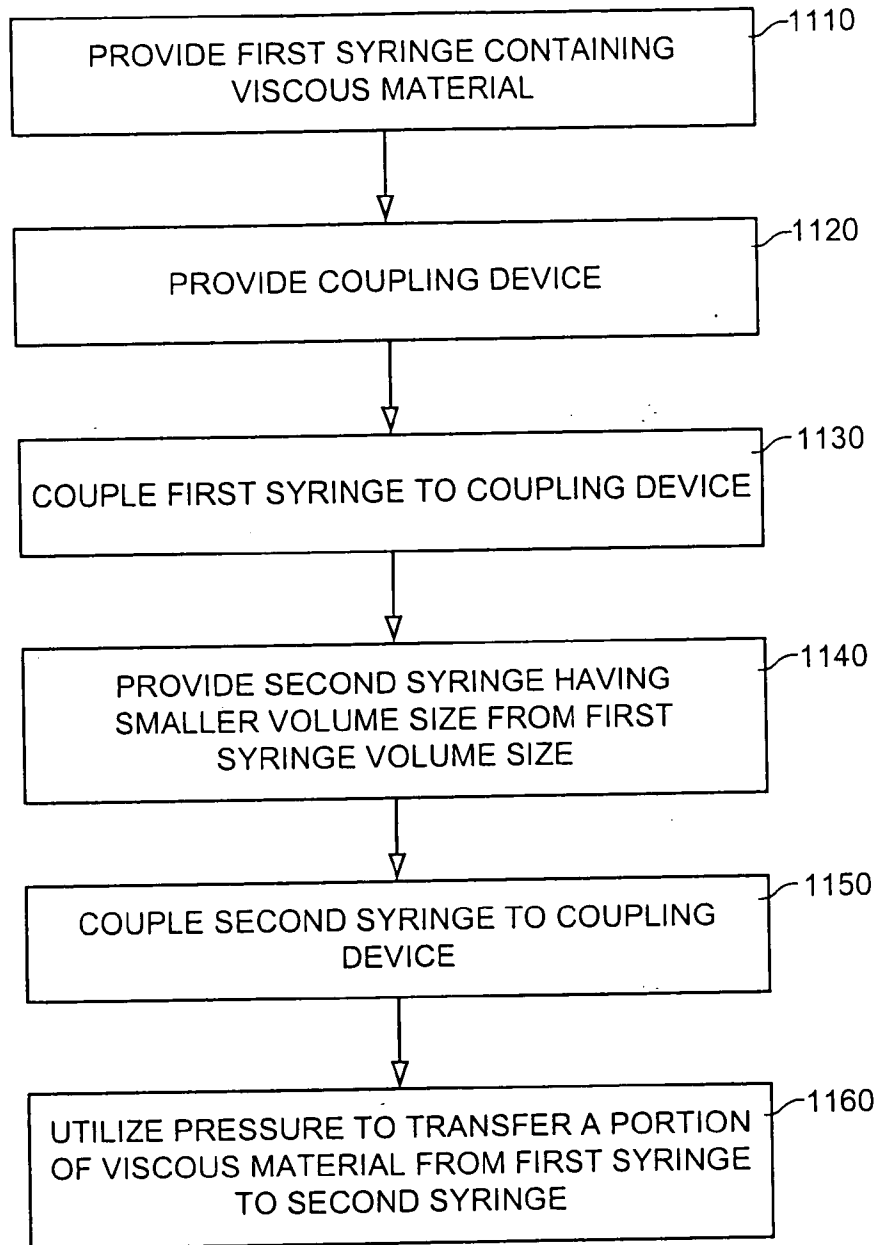 1110
PROVIDE FIRST SYRINGE CONTAINING
VISCOUS MATERIAL
1120
PROVIDE COUPLING DEVICE
1130
COUPLE FIRST SYRINGE TO COUPLING DEVICE
1140
PROVIDE SECOND SYRINGE HAVING
SMALLER VOLUME SIZE FROM FIRST
SYRINGE VOLUME SIZE
1150
COUPLE SECOND SYRINGE TO COUPLING
DEVICE
1160
UTILIZE PRESSURE TO TRANSFER A PORTION
OF VISCOUS MATERIAL FROM FIRST SYRINGE
TO SECOND SYRINGE